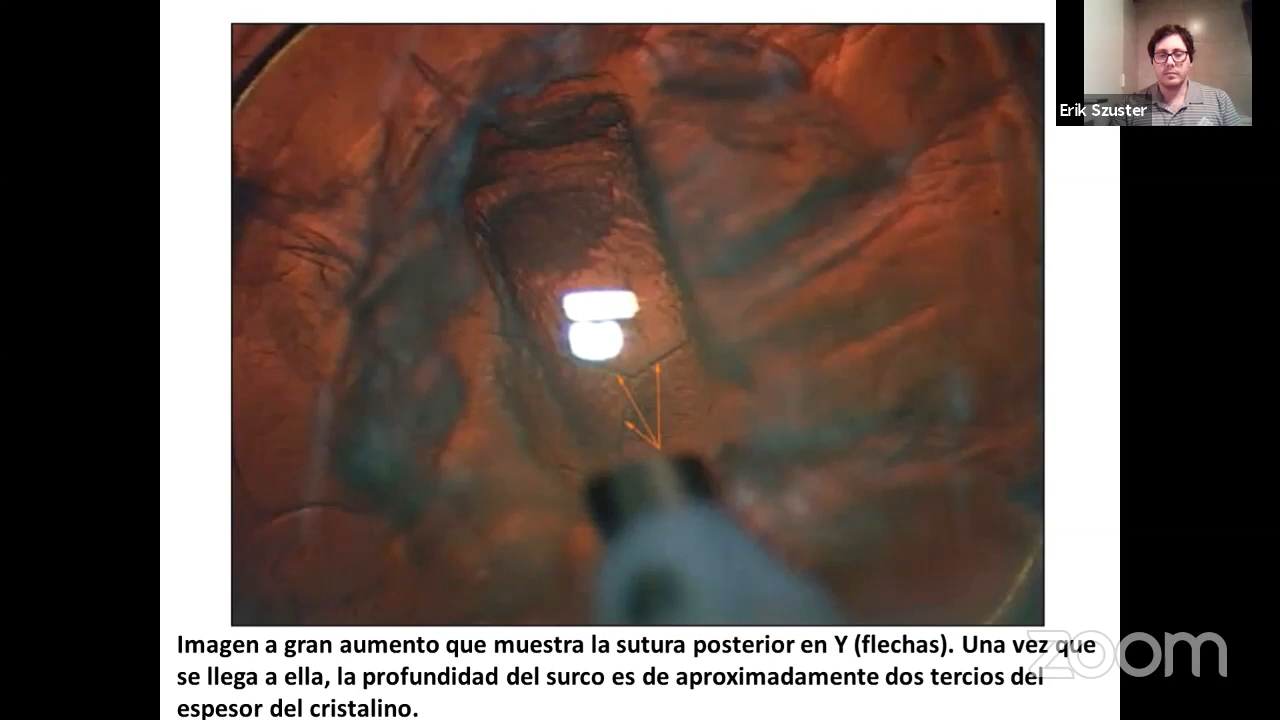 Erik Szuster
Imagen a gran aumento que muestra la sutura posterior en Y (flechas). Una vez que
se llega a ella, la profundidad del surco es de aproximadamente dos tercios del
espesor del cristalino.
zoom